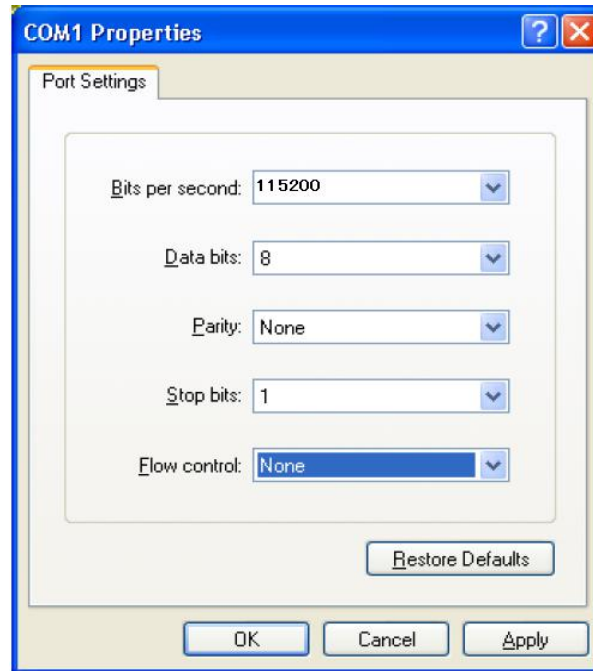 COM1 Properties
Port Settings
Bits per second: 115200
Data bits: 8
Parity: None
Stop bits: 1
Flow control: None
Restore Defaults
OK Cancel Apply